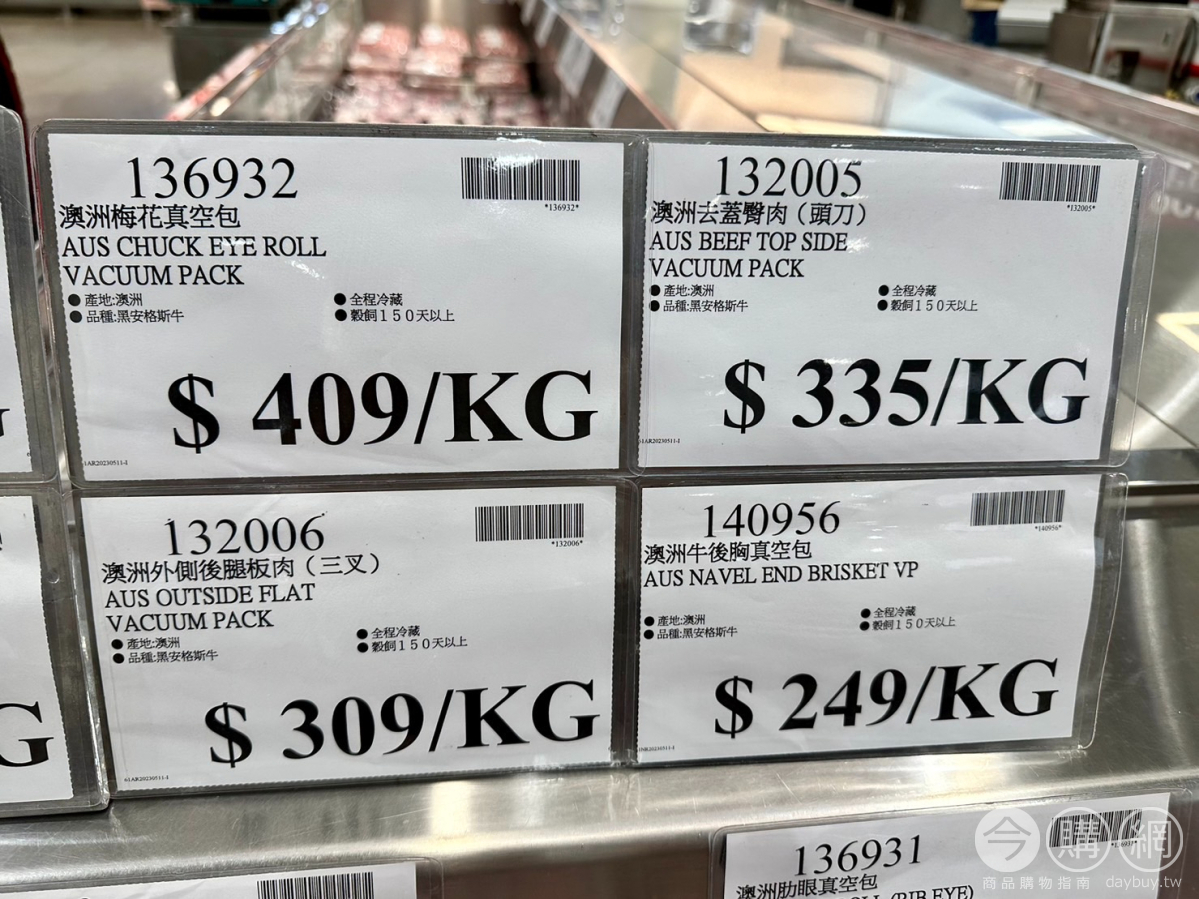 136932
*136932*
澳洲梅花真空包
AUS CHUCK EYE ROLL
VACUUM PACK
● 產地:澳洲
● 全程冷藏
● 品種:黑安格斯牛
● 穀飼150天以上
$ 409/KG
61AR20230511-1
132005
*132005*
澳洲去蓋臀肉（頭刀）
AUS BEEF TOP SIDE
VACUUM PACK
● 產地:澳洲
● 全程冷藏
● 品種:黑安格斯牛
● 穀飼150天以上
$ 335/KG
61AR20230511-1
132006
*132006*
澳洲外側後腿板肉（三叉）
AUS OUTSIDE FLAT
VACUUM PACK
● 產地:澳洲
● 全程冷藏
● 品種:黑安格斯牛
● 穀飼150天以上
$ 309/KG
61AR20230511-1
140956
*140956*
澳洲牛後胸真空包
AUS NAVEL END BRISKET VP
● 產地:澳洲
● 全程冷藏
● 品種:黑安格斯牛
● 穀飼150天以上
$ 249/KG
G
136931
澳洲肋眼真空包
(RIB EYE)
今購網
商品購物指南 daybuy.tw